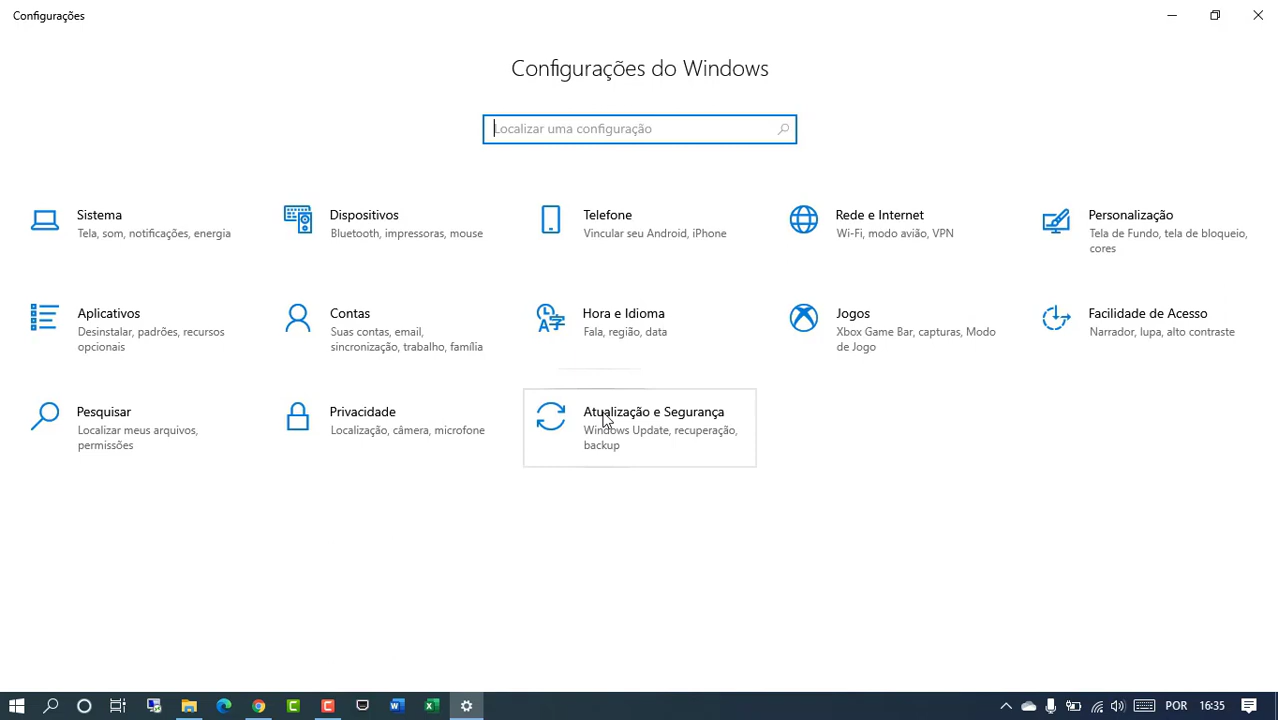 Configurações
Configurações do Windows
Localizar uma configuração
Sistema
Tela, som, notificações, energia
Dispositivos
Bluetooth, impressoras, mouse
Telefone
Vincular seu Android, iPhone
Rede e Internet
Wi-Fi, modo avião, VPN
Personalização
Tela de Fundo, tela de bloqueio,
cores
Aplicativos
Desinstalar, padrões, recursos
opcionais
Contas
Suas contas, email,
sincronização, trabalho, família
Hora e Idioma
Fala, região, data
Jogos
Xbox Game Bar, capturas, Modo
de Jogo
Facilidade de Acesso
Narrador, lupa, alto contraste
Pesquisar
Localizar meus arquivos,
permissões
Privacidade
Localização, câmera, microfone
Atualização e Segurança
Windows Update, recuperação,
backup
POR
16:35